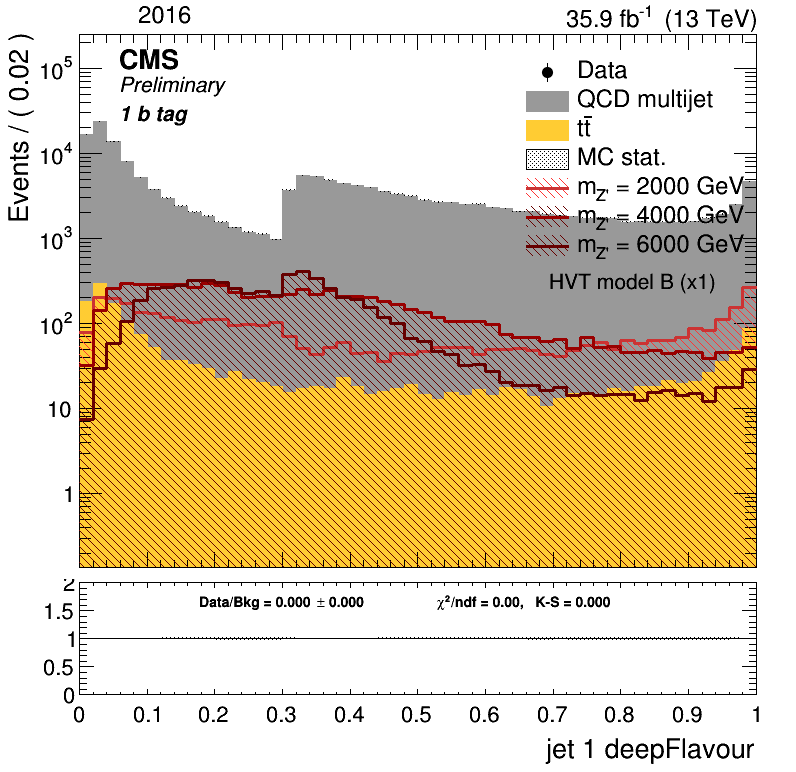 2016 35.9 fb⁻¹ (13 TeV)
CMS
Preliminary
1 b tag
Data
QCD multijet
tt̄
MC stat.
m_Z' = 2000 GeV
m_Z' = 4000 GeV
m_Z' = 6000 GeV
HVT model B (x1)
Events / ( 0.02 )
10⁵
10⁴
10³
10²
10
1
2
1.5
1
0.5
0
Data/Bkg = 0.000 ± 0.000 χ²/ndf = 0.00, K-S = 0.000
0 0.1 0.2 0.3 0.4 0.5 0.6 0.7 0.8 0.9 1
jet 1 deepFlavour